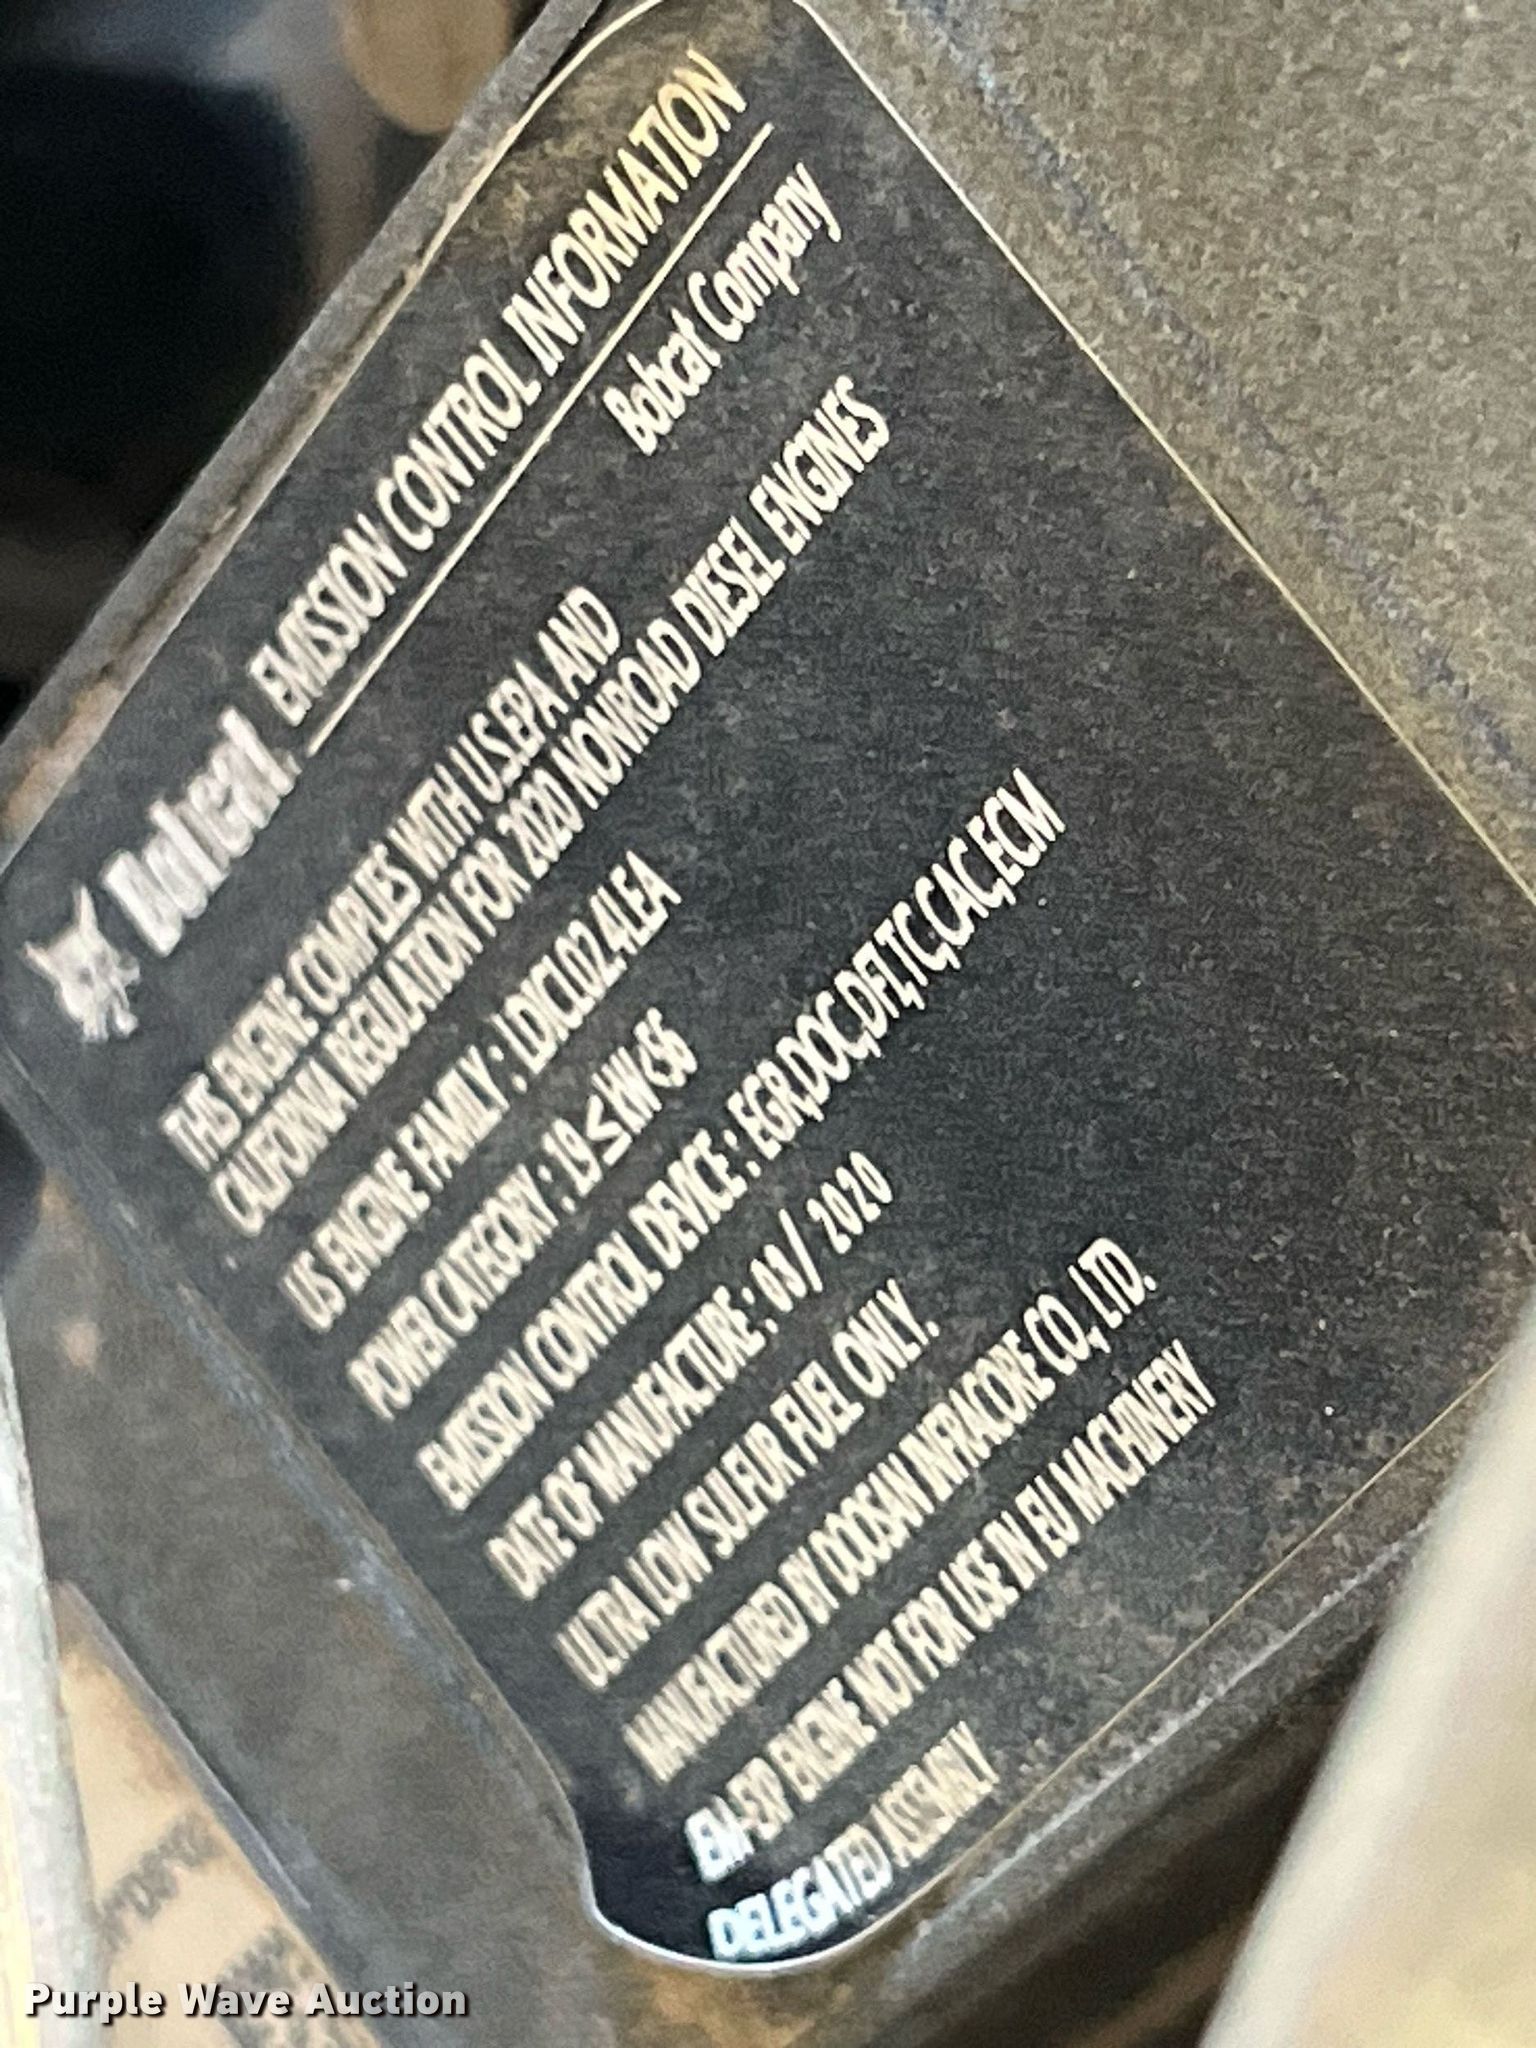 Bobcat. EMISSION CONTROL INFORMATION
Bobcat Company
THIS ENGINE COMPLIES WITH U.S.EPA AND
CALIFORNIA REGULATION FOR 2020 NONROAD DIESEL ENGINES
US ENGINE FAMILY : LDICL02.4LEA
POWER CATEGORY : 19≤kW<56
EMISSION CONTROL DEVICE : EGR,DOC,DFI,TC,CAC,ECM
DATE OF MANUFACTURE : 03/ 2020
ULTRA LOW SULFUR FUEL ONLY.
MANUFACTURED BY DOOSAN INFRACORE CO., LTD.
EM-EXP ENGINE NOT FOR USE IN EU MACHINERY
DELEGATED ASSEMBLY
Purple Wave Auction